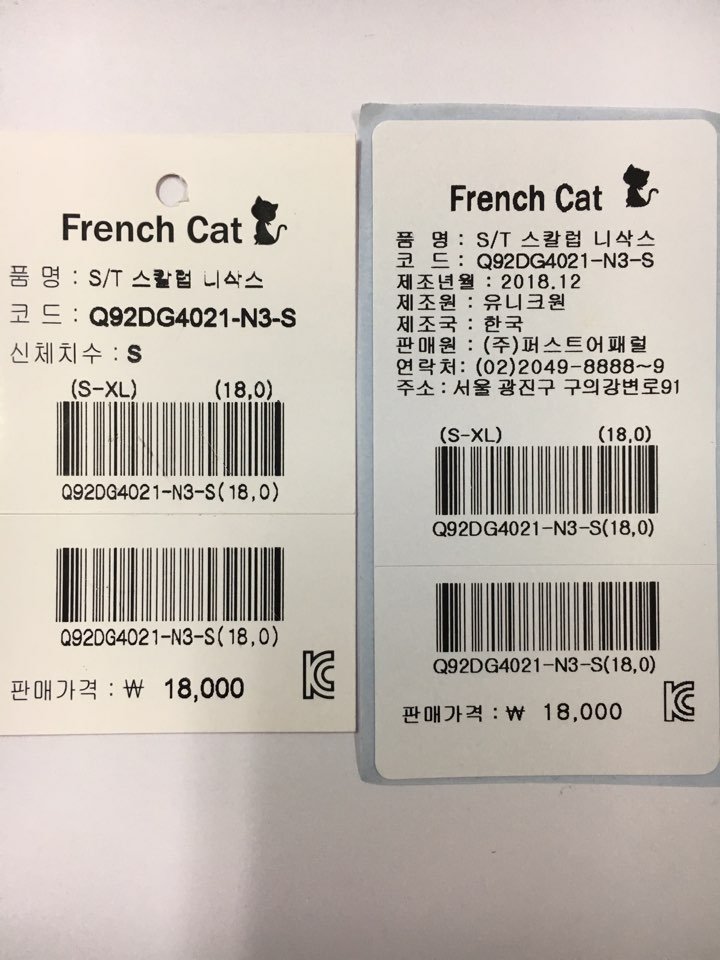 French Cat
품 명 : S/T 스칼럽 니삭스
코 드 : Q92DG4021-N3-S
신체치수 : S
(S-XL) (18,0)
Q92DG4021-N3-S(18,0)
Q92DG4021-N3-S(18,0)
판매가격 : ₩ 18,000
French Cat
품 명 : S/T 스칼럽 니삭스
코 드 : Q92DG4021-N3-S
제조년월 : 2018.12
제조원 : 유니크원
제조국 : 한국
판매원 : (주)퍼스트어패럴
연락처: (02)2049-8888~9
주소 : 서울 광진구 구의강변로91
(S-XL) (18,0)
Q92DG4021-N3-S(18,0)
Q92DG4021-N3-S(18,0)
판매가격 : ₩ 18,000